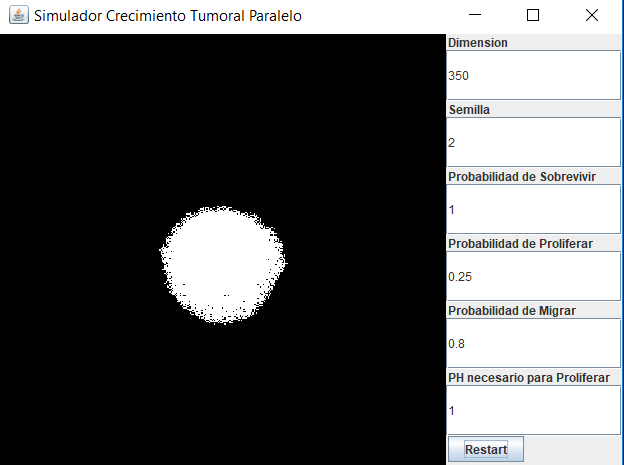 Simulador Crecimiento Tumoral Paralelo
Dimension
350
Semilla
2
Probabilidad de Sobrevivir
1
Probabilidad de Proliferar
0.25
Probabilidad de Migrar
0.8
PH necesario para Proliferar
1
Restart